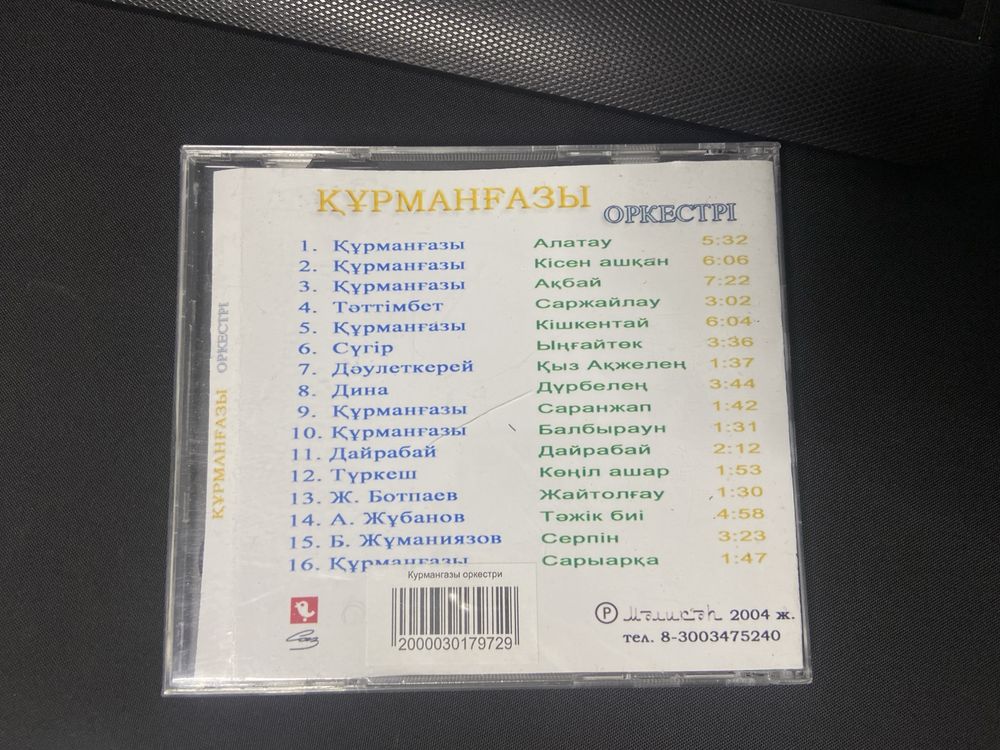 ҚҰРМАНҒАЗЫ ОРКЕСТРІ
1. Құрманғазы Алатау 5:32
2. Құрманғазы Кісен ашқан 6:06
3. Құрманғазы Ақбай 7:22
4. Тәттімбет Саржайлау 3:02
5. Құрманғазы Кішкентай 6:04
6. Сүгір Ыңғайтөк 3:36
7. Дәулеткерей Қыз Ақжелең 1:37
8. Дина Дүрбелең 3:44
9. Құрманғазы Саранжап 1:42
10. Құрманғазы Балбыраун 1:31
11. Дайрабай Дайрабай 2:12
12. Түркеш Көңіл ашар 1:53
13. Ж. Ботпаев Жайтолғау 1:30
14. А. Жұбанов Тәжік биі 4:58
15. Б. Жұманиязов Серпін 3:23
16. Құрманғазы Сарыарқа 1:47
Курмангазы оркестри
2000030179729
℗ 2004 ж.
тел. 8-3003475240
ҚҰРМАНҒАЗЫ ОРКЕСТРІ